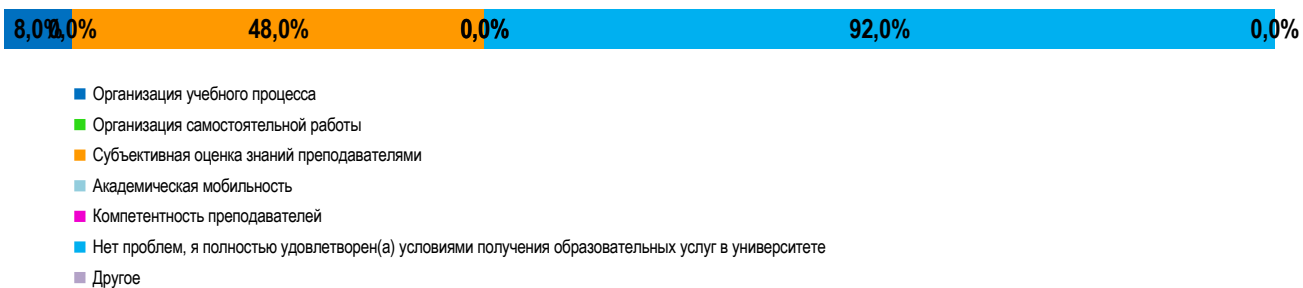 8,0%0,0% 48,0% 0,0% 92,0% 0,0%
Организация учебного процесса
Организация самостоятельной работы
Субъективная оценка знаний преподавателями
Академическая мобильность
Компетентность преподавателей
Нет проблем, я полностью удовлетворен(а) условиями получения образовательных услуг в университете
Другое